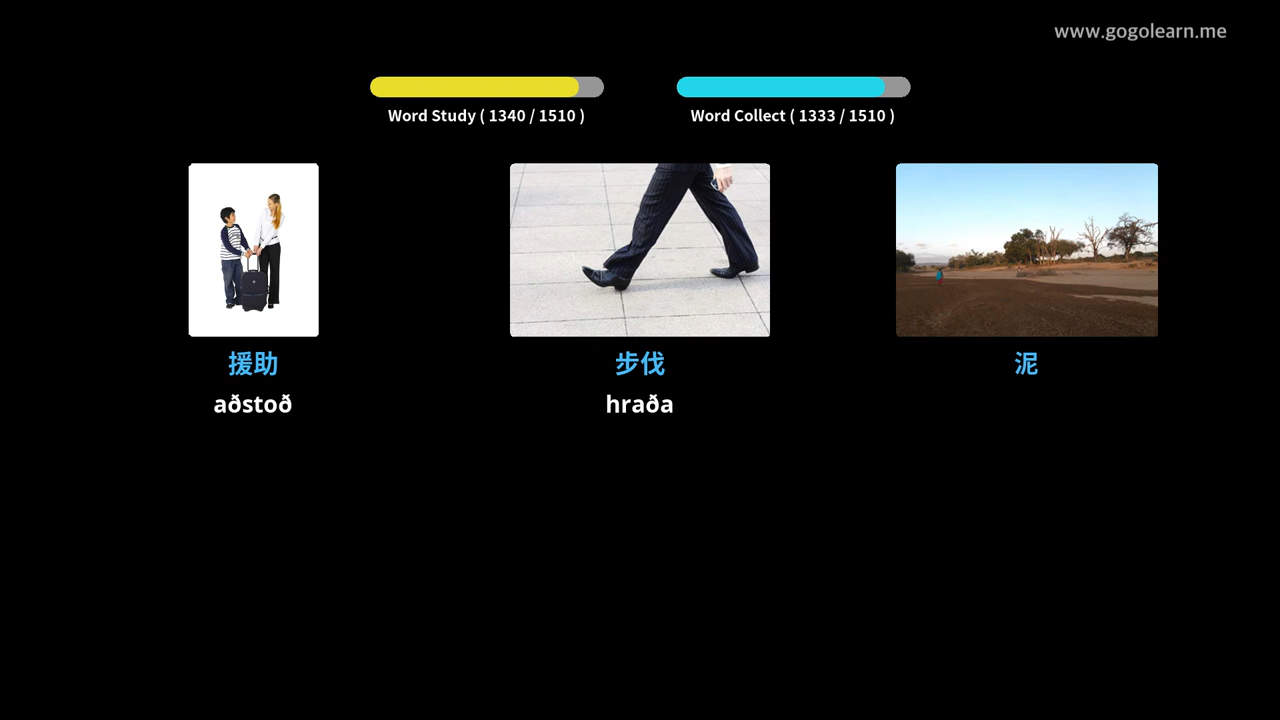 www.gogolearn.me
Word Study ( 1340 / 1510 )
Word Collect ( 1333 / 1510 )
援助
步伐
泥
aðstoð
hraða